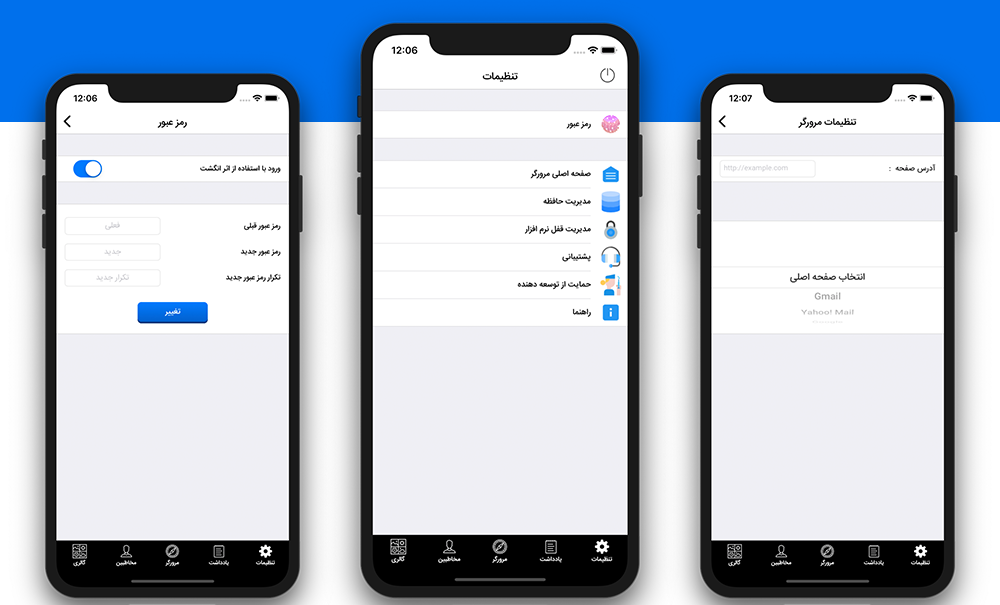 12:06
رمز عبور
ورود با استفاده از اثر انگشت
رمز عبور قبلی
فعلی
رمز عبور جدید
جدید
تکرار رمز عبور جدید
تکرار جدید
تغییر
تنظیمات
یادداشت
مرورگر
مخاطبین
گالری
12:06
تنظیمات
رمز عبور
صفحه اصلی مرورگر
مدیریت حافظه
مدیریت قفل نرم افزار
پشتیبانی
حمایت از توسعه دهنده
راهنما
تنظیمات
یادداشت
مرورگر
مخاطبین
گالری
12:07
تنظیمات مرورگر
آدرس صفحه :
http://example.com
انتخاب صفحه اصلی
Gmail
Yahoo! Mail
تنظیمات
یادداشت
مرورگر
مخاطبین
گالری